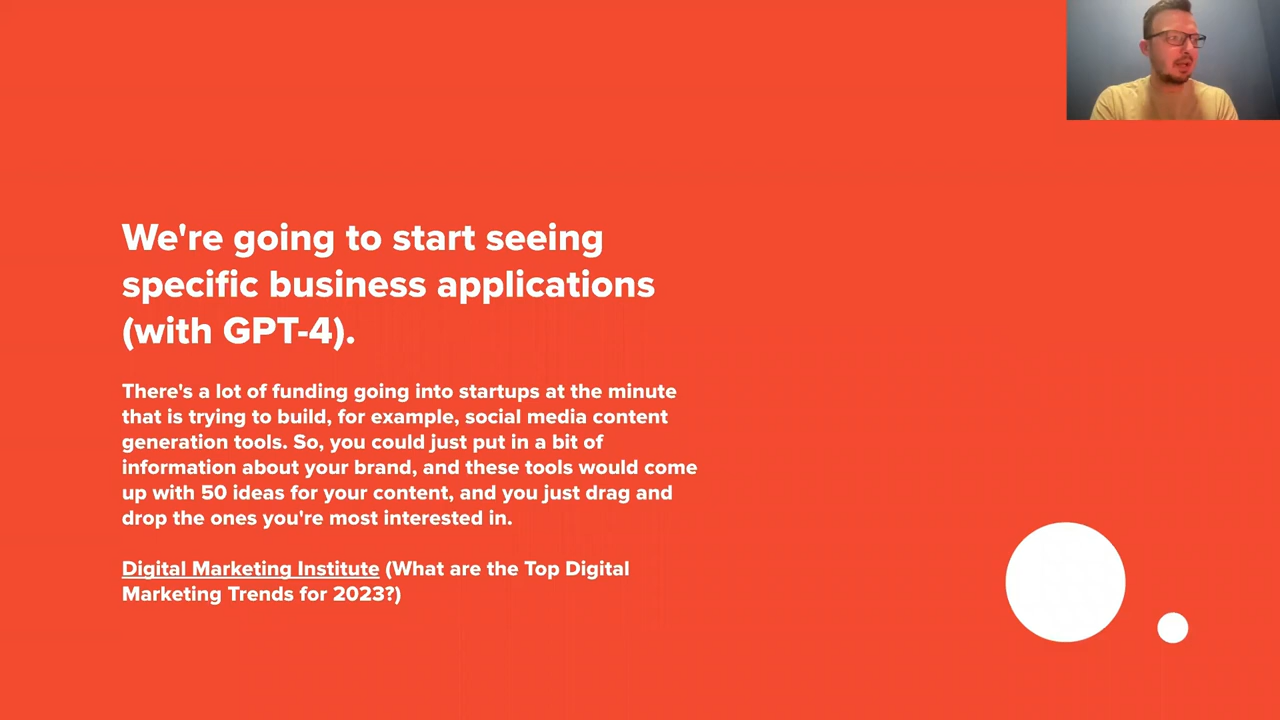 We're going to start seeing
specific business applications
(with GPT-4).
There's a lot of funding going into startups at the minute
that is trying to build, for example, social media content
generation tools. So, you could just put in a bit of
information about your brand, and these tools would come
up with 50 ideas for your content, and you just drag and
drop the ones you're most interested in.
Digital Marketing Institute (What are the Top Digital
Marketing Trends for 2023?)